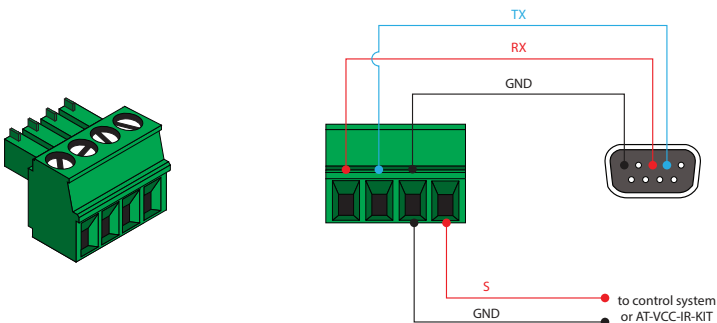 TX
RX
GND
S
to control system
GND
or AT-VCC-IR-KIT